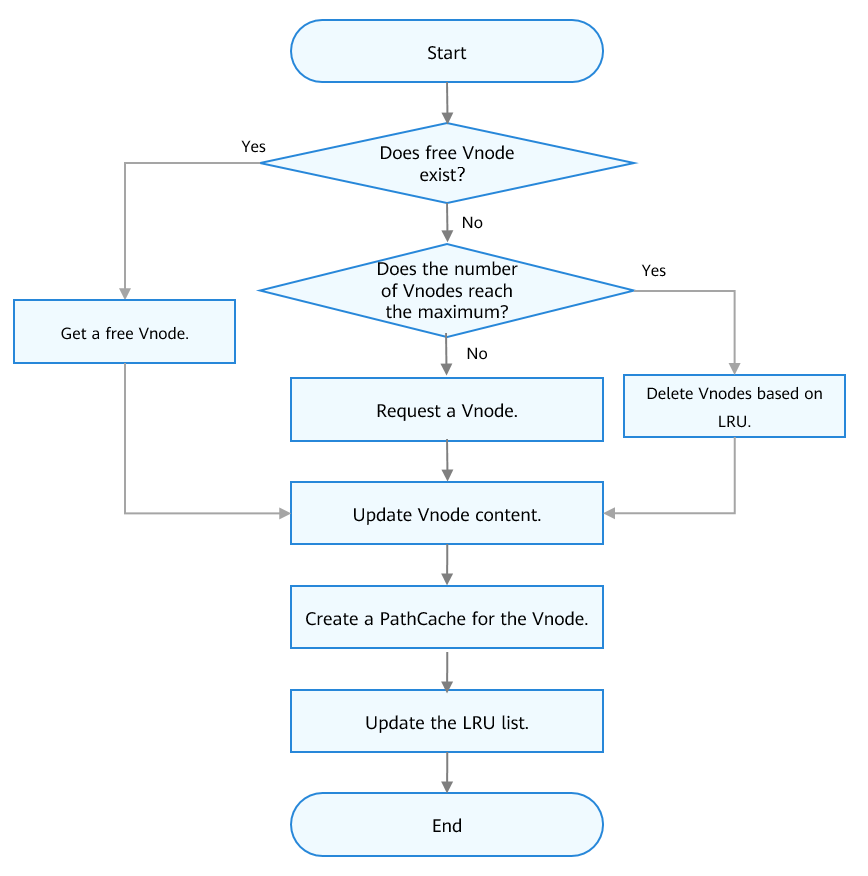 Start
Yes
Does free Vnode
exist?
No
Does the number
of Vnodes reach
the maximum?
Yes
Get a free Vnode.
No
Request a Vnode.
Delete Vnodes based on
LRU.
Update Vnode content.
Create a PathCache for the Vnode.
Update the LRU list.
End